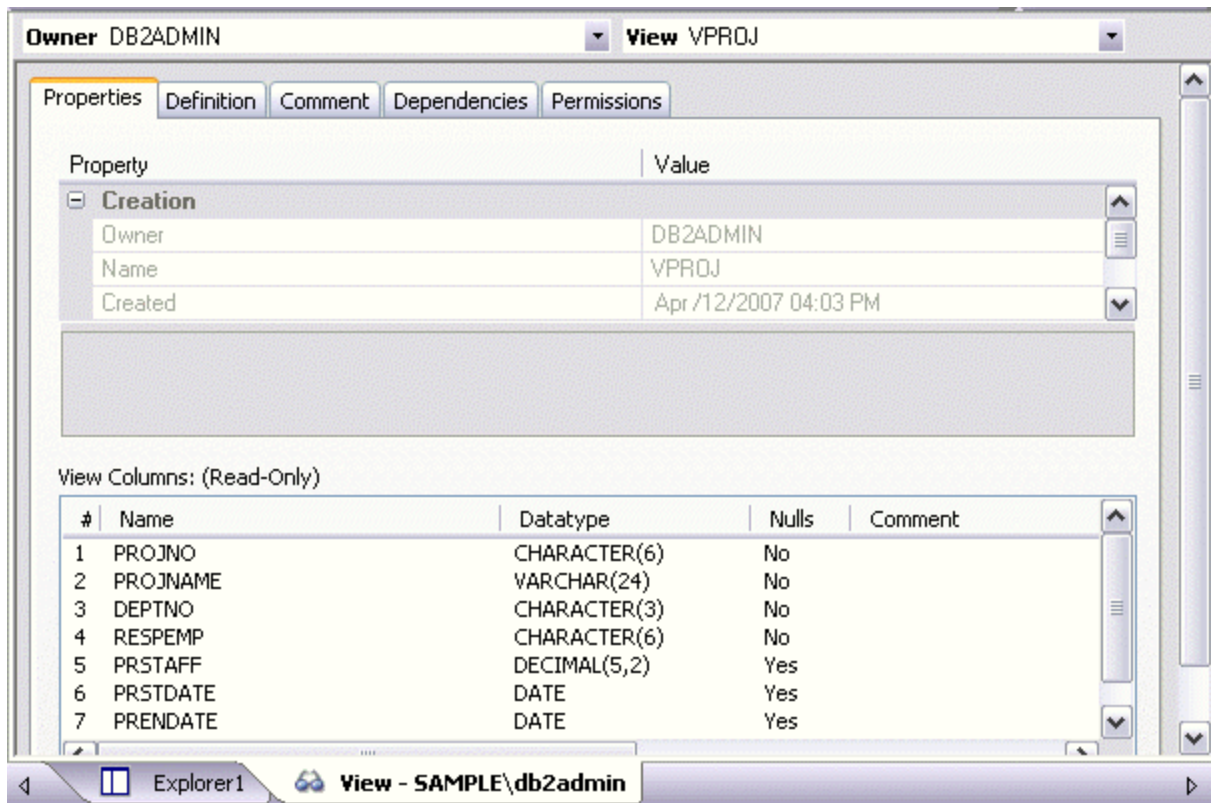 Owner DB2ADMIN View VPROJ
Properties Definition Comment Dependencies Permissions
Property Value
Creation
Owner DB2ADMIN
Name VPROJ
Created Apr /12/2007 04:03 PM
View Columns: (Read-Only)
# Name Datatype Nulls Comment
1 PROJNO CHARACTER(6) No
2 PROJNAME VARCHAR(24) No
3 DEPTNO CHARACTER(3) No
4 RESPEMP CHARACTER(6) No
5 PRSTAFF DECIMAL(5,2) Yes
6 PRSTDATE DATE Yes
7 PRENDATE DATE Yes
Explorer1 View - SAMPLE\db2admin